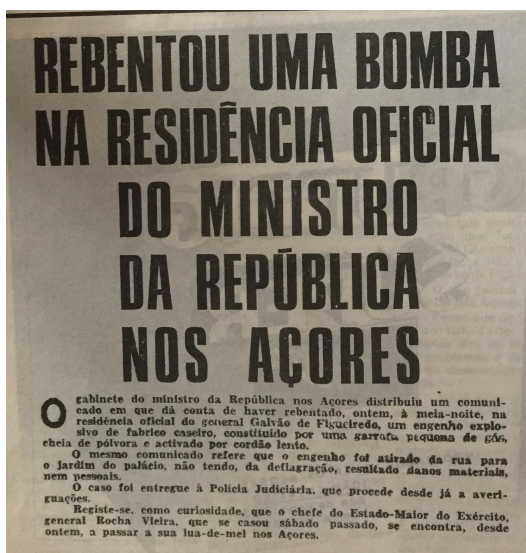 REBENTOU UMA BOMBA
NA RESIDÊNCIA OFICIAL
DO MINISTRO
DA REPÚBLICA
NOS AÇORES
O gabinete do ministro da República nos Açores distribuiu um comuni-
cado em que dá conta de haver rebentado, ontem, à meia-noite, na
residência oficial do general Galvão de Figueiredo, um engenho explo-
sivo de fabrico caseiro, constituído por uma garrafa pequena de gás,
cheia de pólvora e activado por cordão lento.
O mesmo comunicado refere que o engenho foi atirado da rua para
o jardim do palácio, não tendo, da deflagração, resultado danos materiais,
nem pessoais.
O caso foi entregue à Polícia Judiciária, que procede desde já a averi-
guações.
Registe-se, como curiosidade, que o chefe do Estado-Maior do Exército,
general Rocha Vieira, que se casou sábado passado, se encontra, desde
ontem, a passar a sua lua-de-mel nos Açores.